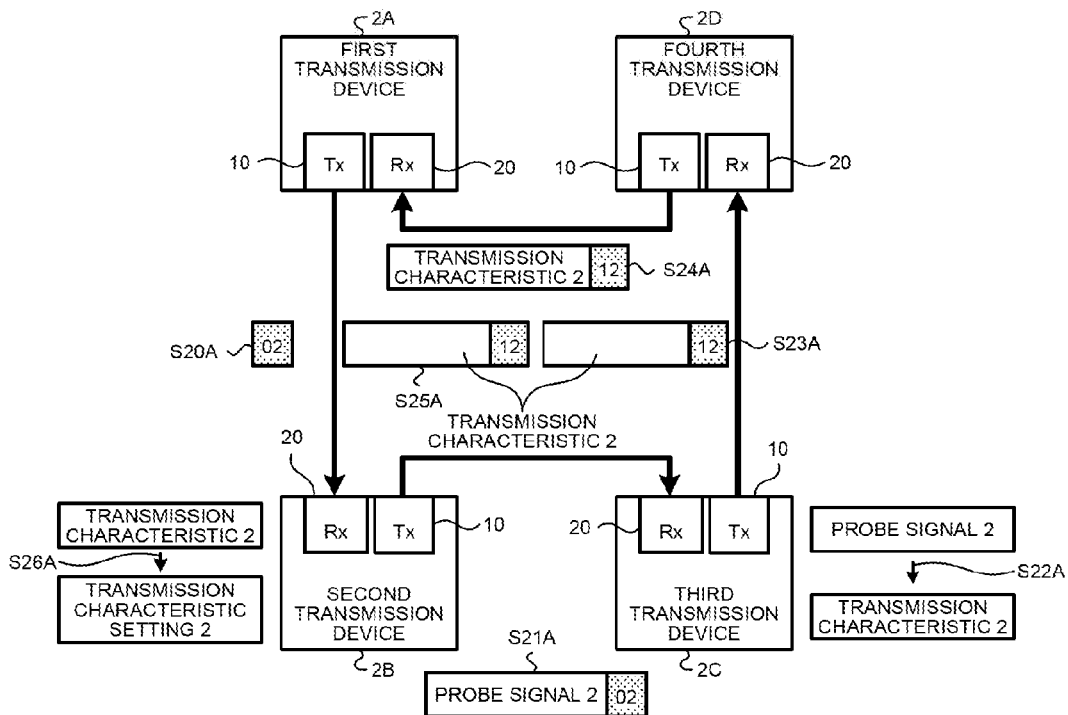 2A
2D
FIRST
TRANSMISSION
DEVICE
FOURTH
TRANSMISSION
DEVICE
10
Tx
Rx
20
10
Tx
Rx
20
TRANSMISSION
CHARACTERISTIC 2
12
S24A
S20A
02
12
12
S23A
S25A
TRANSMISSION
CHARACTERISTIC 2
20
10
TRANSMISSION
CHARACTERISTIC 2
S26A
TRANSMISSION
CHARACTERISTIC
SETTING 2
Rx
Tx
10
SECOND
TRANSMISSION
DEVICE
2B
20
Rx
Tx
THIRD
TRANSMISSION
DEVICE
2C
PROBE SIGNAL 2
S22A
TRANSMISSION
CHARACTERISTIC 2
S21A
PROBE SIGNAL 2
02